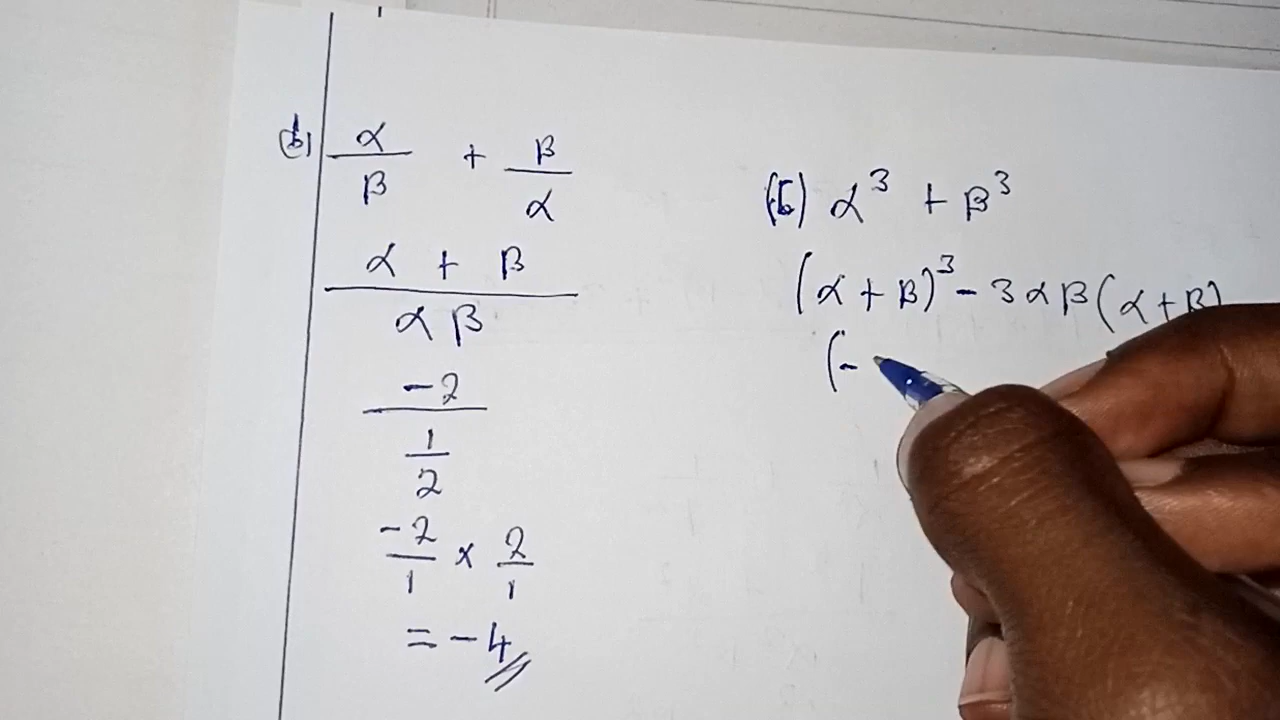 (b) α/β + β/α
α + β / αβ
-2 / 1/2
-2/1 × 2/1
= -4
(c) α³ + β³
(α + β)³ - 3αβ(α + β)
(-